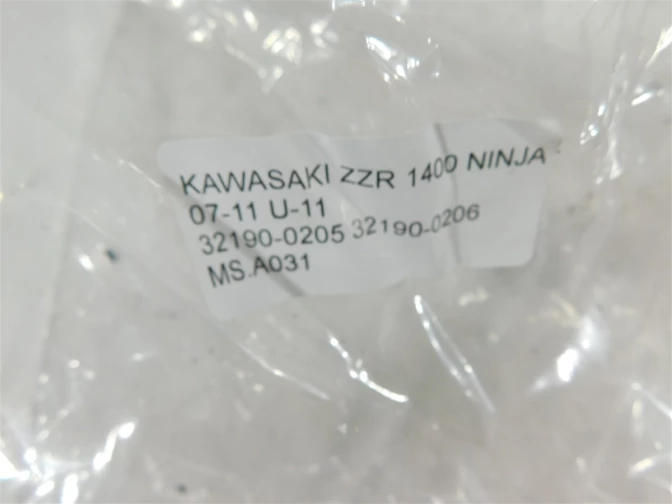 KAWASAKI ZZR 1400 NINJA
07-11 U-11
32190-0205 32190-0206
MS.A031